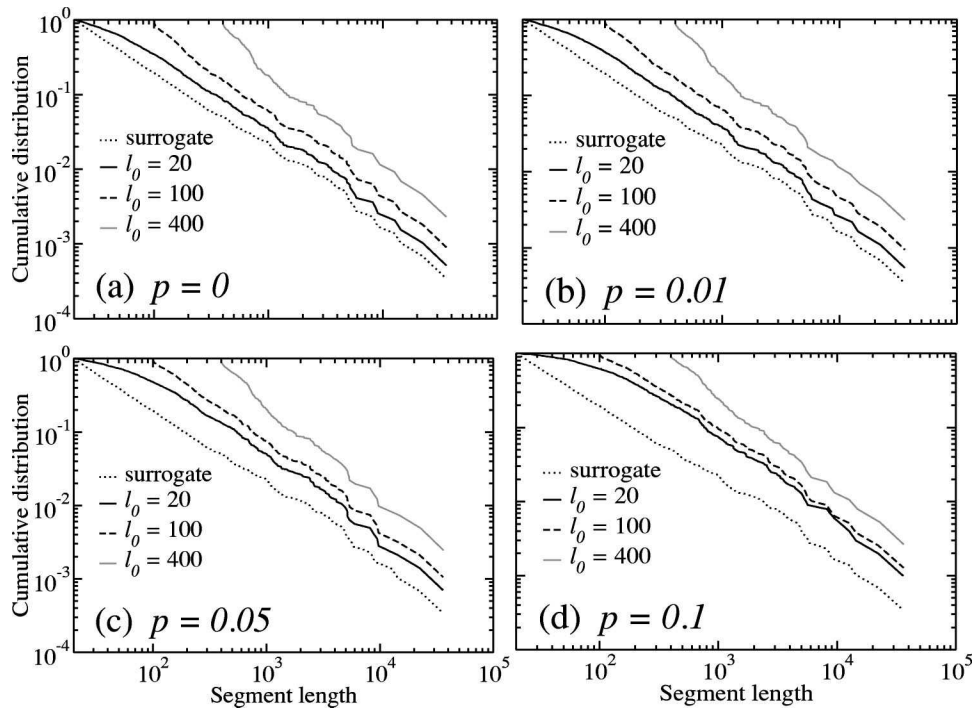 10^0
10^-1
10^-2
10^-3
10^-4
Cumulative distribution
surrogate
l_0 = 20
l_0 = 100
l_0 = 400
(a) p = 0
surrogate
l_0 = 20
l_0 = 100
l_0 = 400
(b) p = 0.01
10^0
10^-1
10^-2
10^-3
10^-4
Cumulative distribution
surrogate
l_0 = 20
l_0 = 100
l_0 = 400
(c) p = 0.05
10^2 10^3 10^4 10^5
Segment length
surrogate
l_0 = 20
l_0 = 100
l_0 = 400
(d) p = 0.1
10^2 10^3 10^4 10^5
Segment length